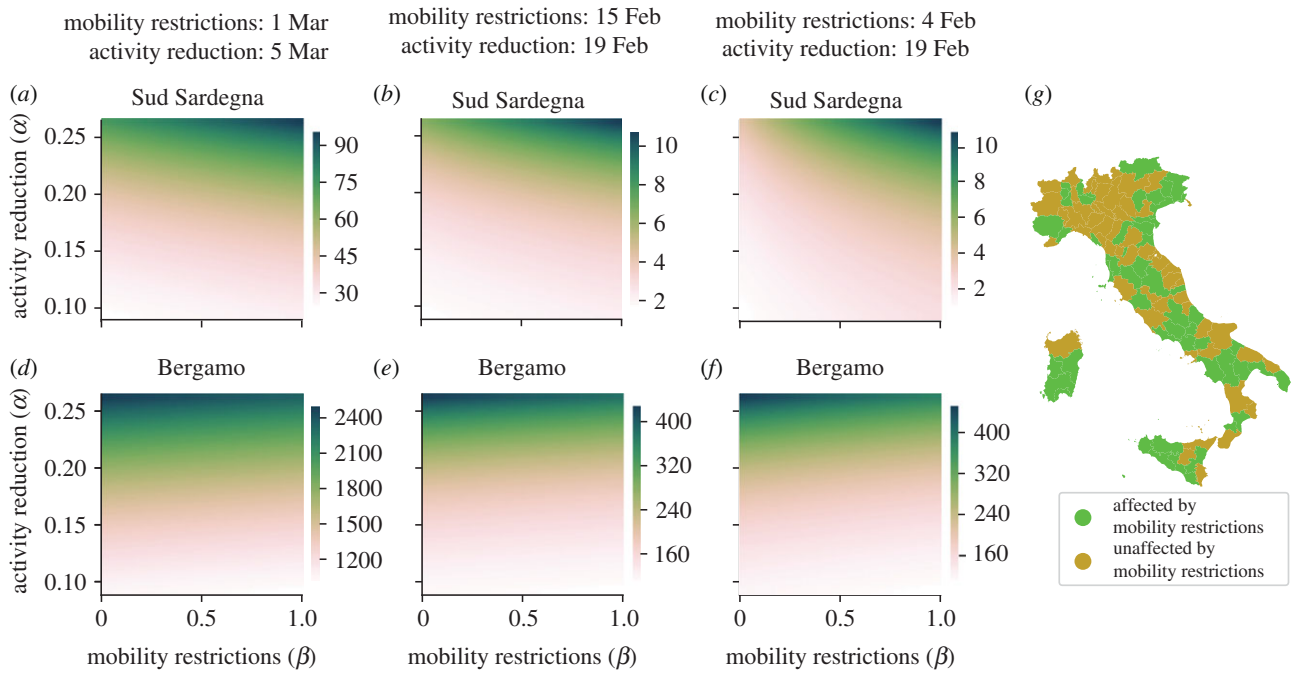 mobility restrictions: 1 Mar
activity reduction: 5 Mar
mobility restrictions: 15 Feb
activity reduction: 19 Feb
mobility restrictions: 4 Feb
activity reduction: 19 Feb
(a)
Sud Sardegna
activity reduction (α)
0.25
0.20
0.15
0.10
90
75
60
45
30
(b)
Sud Sardegna
10
8
6
4
2
(c)
Sud Sardegna
10
8
6
4
2
(g)
affected by
mobility restrictions
unaffected by
mobility restrictions
(d)
Bergamo
activity reduction (α)
0.25
0.20
0.15
0.10
2400
2100
1800
1500
1200
0
0.5
1.0
mobility restrictions (β)
(e)
Bergamo
400
320
240
160
0
0.5
1.0
mobility restrictions (β)
(f)
Bergamo
400
320
240
160
0
0.5
1.0
mobility restrictions (β)